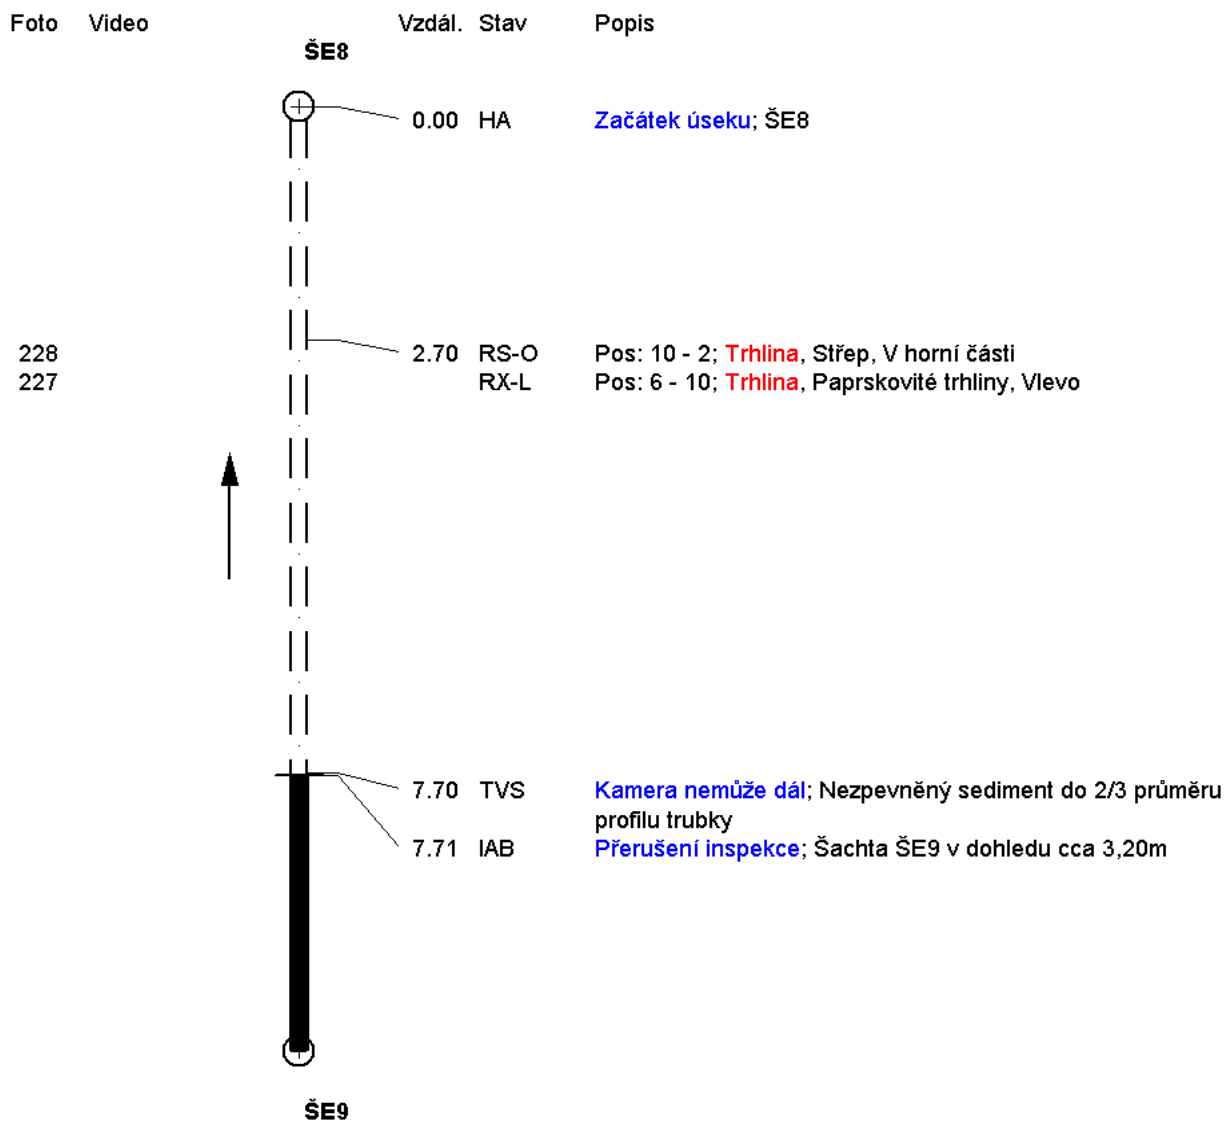 Foto Video Vzdál. Stav Popis
ŠE8
0.00 HA Začátek úseku; ŠE8
228 2.70 RS-O Pos: 10 - 2; Trhlina, Střep, V horní části
227 RX-L Pos: 6 - 10; Trhlina, Paprskovité trhliny, Vlevo
7.70 TVS Kamera nemůže dál; Nezpevněný sediment do 2/3 průměru
profilu trubky
7.71 IAB Přerušení inspekce; Šachta ŠE9 v dohledu cca 3,20m
ŠE9